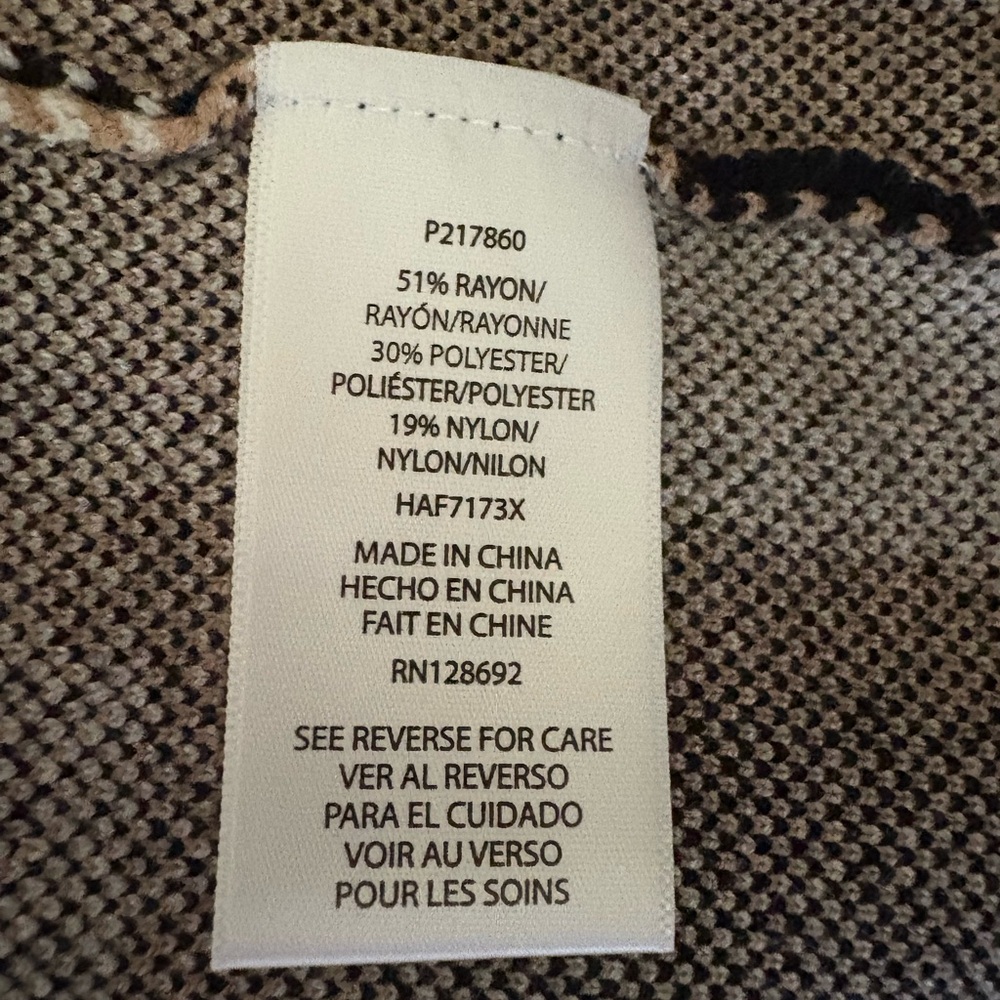 P217860
51% RAYON/
RAYÓN/RAYONNE
30% POLYESTER/
POLIÉSTER/POLYESTER
19% NYLON/
NYLON/NILON
HAF7173X
MADE IN CHINA
HECHO EN CHINA
FAIT EN CHINE
RN128692
SEE REVERSE FOR CARE
VER AL REVERSO
PARA EL CUIDADO
VOIR AU VERSO
POUR LES SOINS